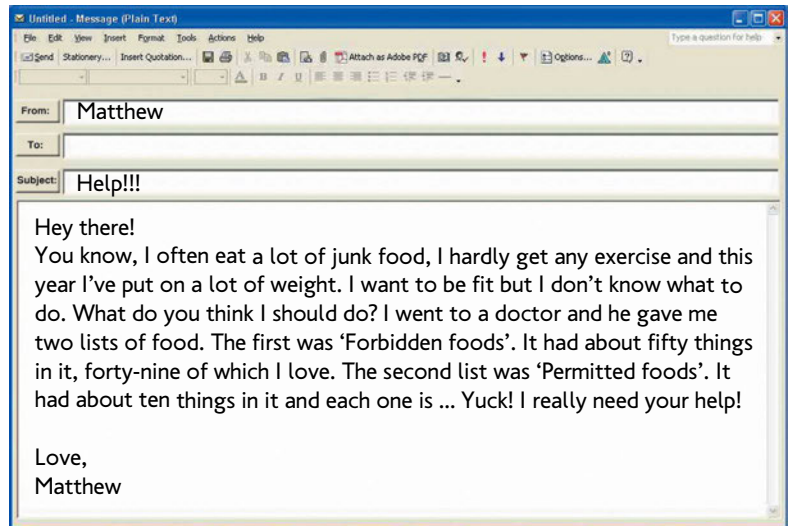 Untitled - Message (Plain Text)
File Edit View Insert Format Tools Actions Help
Type a question for help
Send Stationery... Insert Quotation... Attach as Adobe PDF Options...
From: Matthew
To:
Subject: Help!!!
Hey there!
You know, I often eat a lot of junk food, I hardly get any exercise and this
year I've put on a lot of weight. I want to be fit but I don't know what to
do. What do you think I should do? I went to a doctor and he gave me
two lists of food. The first was ‘Forbidden foods’. It had about fifty things
in it, forty-nine of which I love. The second list was ‘Permitted foods’. It
had about ten things in it and each one is ... Yuck! I really need your help!
Love,
Matthew